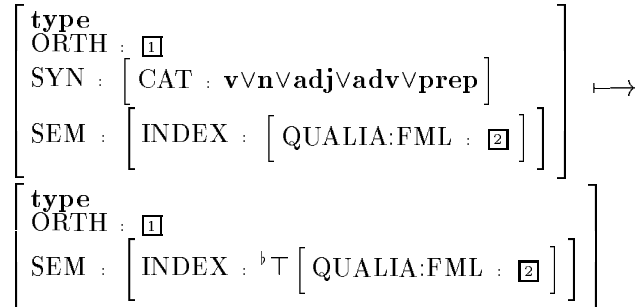 type
ORTH : 1
SYN : [ CAT : v∨n∨adj∨adv∨prep ]
SEM : [ INDEX : [ QUALIA:FML : 2 ] ]
⟼
type
ORTH : 1
SEM : [ INDEX : ♭⊤ [ QUALIA:FML : 2 ] ]